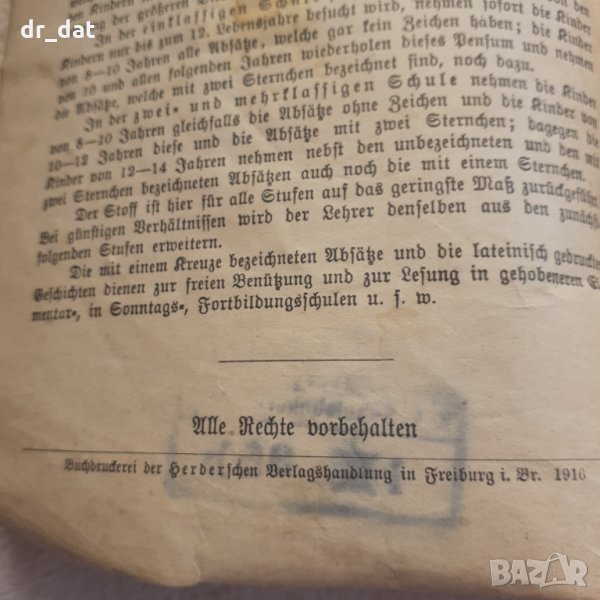 dr_dat
ung der größeren
In der einklassigen Schule
Kindern nur bis zum 12. Lebensjahre besucht wird, nehmen sofort die Kinder
von 8–10 Jahren alle Absätze, welche gar kein Zeichen haben; die Kinder
von 10 und allen folgenden Jahren wiederholen dieses Pensum und nehmen
die Absätze, welche mit zwei Sternchen bezeichnet sind, noch dazu.
In der zwei- und mehrklassigen Schule nehmen die Kinder
von 8–10 Jahren gleichfalls die Absätze ohne Zeichen und die Kinder von
10–12 Jahren diese und die Absätze mit zwei Sternchen; dagegen die
Kinder von 12–14 Jahren nehmen nebst den unbezeichneten und den mit
zwei Sternchen bezeichneten Absätzen auch noch die mit einem Sternchen.
Der Stoff ist hier für alle Stufen auf das geringste Maß zurückgeführt.
Bei günstigen Verhältnissen wird der Lehrer denselben aus den zunächst
folgenden Stufen erweitern.
Die mit einem Kreuze bezeichneten Absätze und die lateinisch gedruckten
Geschichten dienen zur freien Benützung und zur Lesung in gehobeneren
mentar-, in Sonntags-, Fortbildungsschulen u. s. w.
Alle Rechte vorbehalten
Buchdruckerei der Herderschen Verlagshandlung in Freiburg i. Br. 1916
BAZAR